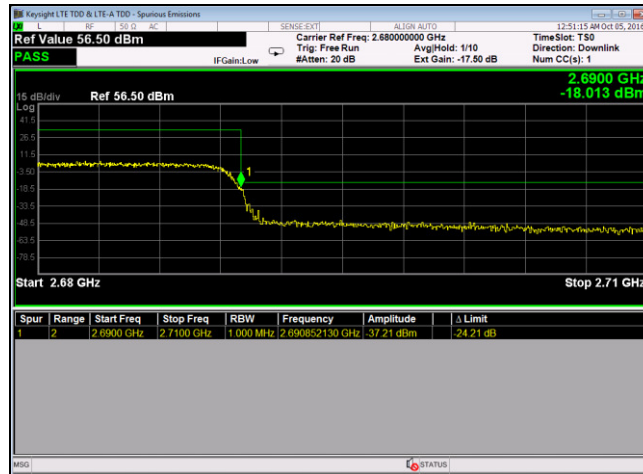 Keysight LTE TDD & LTE-A TDD - Spurious Emissions
L RF 50 Ω AC SENSE:EXT ALIGN AUTO 12:51:15 AM Oct 05, 2016
Ref Value 56.50 dBm Carrier Ref Freq: 2.680000000 GHz TimeSlot: TS0
Trig: Free Run Avg|Hold: 1/10 Direction: Downlink
PASS IFGain:Low #Atten: 20 dB Ext Gain: -17.50 dB Num CC(s): 1
2.6900 GHz
15 dB/div Ref 56.50 dBm -18.013 dBm
Log
41.5
26.5
11.5
-3.50
-18.5
-33.5
-48.5
-63.5
-78.5
1
Start 2.68 GHz Stop 2.71 GHz
Spur Range Start Freq Stop Freq RBW Frequency Amplitude Δ Limit
1 2 2.6900 GHz 2.7100 GHz 1.000 MHz 2.690852130 GHz -37.21 dBm -24.21 dB
MSG STATUS